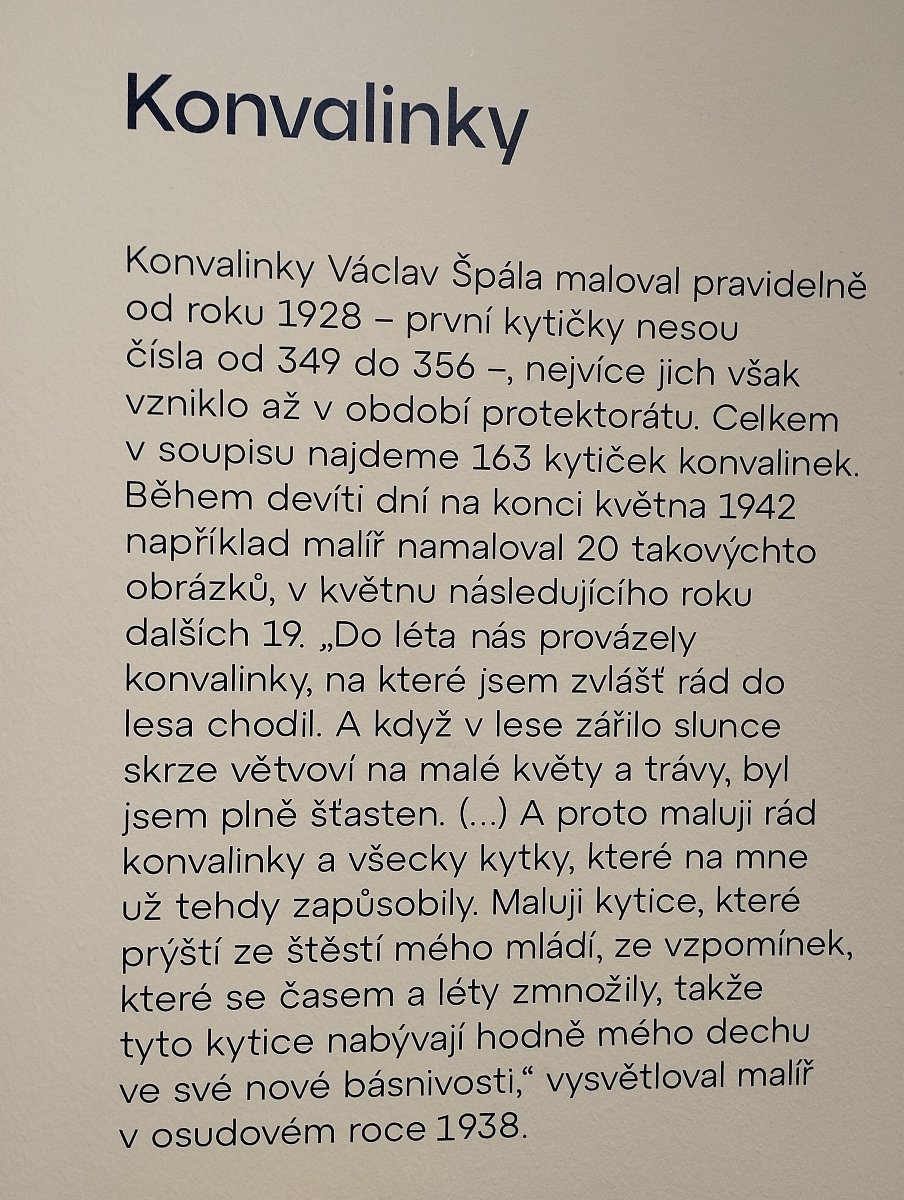 Konvalinky
Konvalinky Václav Špála maloval pravidelně
od roku 1928 – první kytičky nesou
čísla od 349 do 356 –, nejvíce jich však
vzniklo až v období protektorátu. Celkem
v soupisu najdeme 163 kytiček konvalinek.
Během devíti dní na konci května 1942
například malíř namaloval 20 takovýchto
obrázků, v květnu následujícího roku
dalších 19. „Do léta nás provázely
konvalinky, na které jsem zvlášť rád do
lesa chodil. A když v lese zářilo slunce
skrze větvoví na malé květy a trávy, byl
jsem plně šťasten. (...) A proto maluji rád
konvalinky a všecky kytky, které na mne
už tehdy zapůsobily. Maluji kytice, které
prýští ze štěstí mého mládí, ze vzpomínek,
které se časem a léty zmnožily, takže
tyto kytice nabývají hodně mého dechu
ve své nové básnivosti,“ vysvětloval malíř
v osudovém roce 1938.